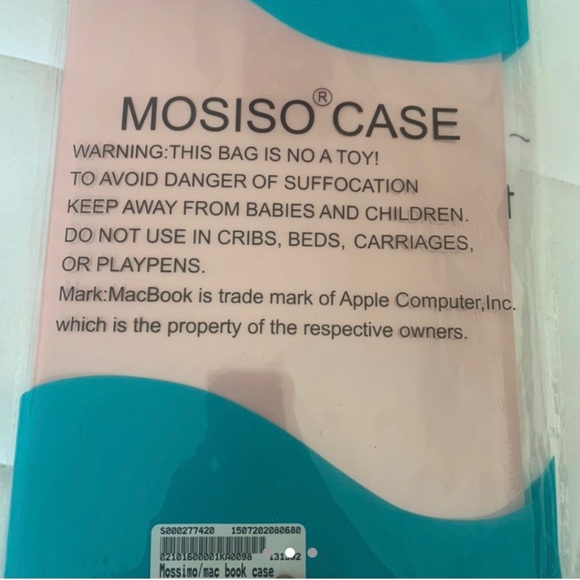 MOSISO® CASE
WARNING:THIS BAG IS NO A TOY!
TO AVOID DANGER OF SUFFOCATION
KEEP AWAY FROM BABIES AND CHILDREN.
DO NOT USE IN CRIBS, BEDS, CARRIAGES,
OR PLAYPENS.
Mark:MacBook is trade mark of Apple Computer,Inc.
which is the property of the respective owners.
S000277420 1507202080680
02101600001KA0098
Mossimo/mac book case